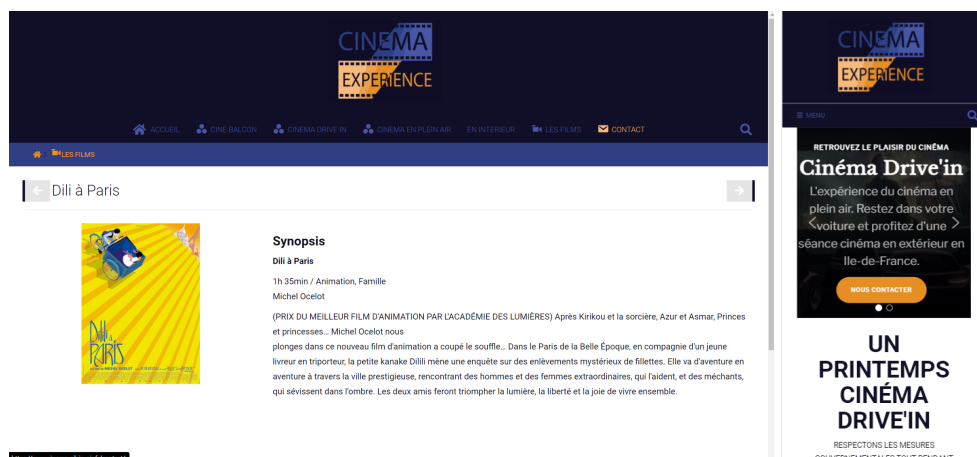 CINEMA
EXPERIENCE
ACCUEIL
CINE BALCON
CINEMA DRIVE IN
CINEMA EN PLEIN AIR
EN INTERIEUR
LES FILMS
CONTACT
LES FILMS
Dili à Paris
Dilili
à
PARIS
Synopsis
Dili à Paris
1h 35min / Animation, Famille
Michel Ocelot
(PRIX DU MEILLEUR FILM D'ANIMATION PAR L'ACADÉMIE DES LUMIÈRES) Après Kirikou et la sorcière, Azur et Asmar, Princes
et princesses… Michel Ocelot nous
plonges dans ce nouveau film d'animation a coupé le souffle… Dans le Paris de la Belle Époque, en compagnie d'un jeune
livreur en triporteur, la petite kanake Dilili mène une enquête sur des enlèvements mystérieux de fillettes. Elle va d'aventure en
aventure à travers la ville prestigieuse, rencontrant des hommes et des femmes extraordinaires, qui l'aident, et des méchants,
qui sévissent dans l'ombre. Les deux amis feront triompher la lumière, la liberté et la joie de vivre ensemble.
CINEMA
EXPERIENCE
MENU
RETROUVEZ LE PLAISIR DU CINÉMA
Cinéma Drive'in
L'expérience du cinéma en
plein air. Restez dans votre
voiture et profitez d'une
séance cinéma en extérieur en
Ile-de-France.
NOUS CONTACTER
UN
PRINTEMPS
CINÉMA
DRIVE'IN
RESPECTONS LES MESURES
GOUVERNEMENTALES TOUT PENDANT